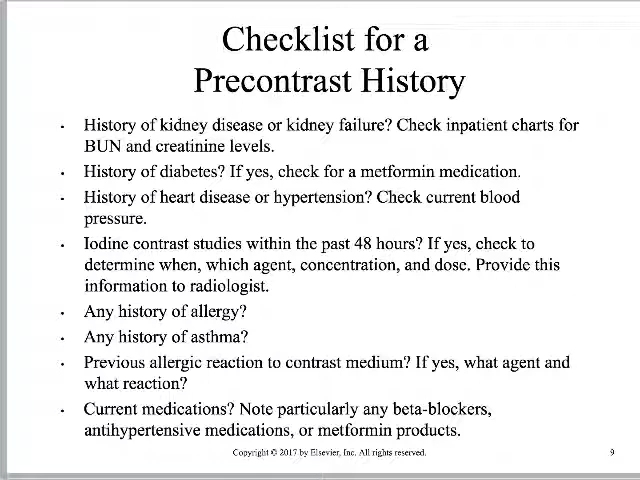 Checklist for a
Precontrast History
• History of kidney disease or kidney failure? Check inpatient charts for
BUN and creatinine levels.
• History of diabetes? If yes, check for a metformin medication.
• History of heart disease or hypertension? Check current blood
pressure.
• Iodine contrast studies within the past 48 hours? If yes, check to
determine when, which agent, concentration, and dose. Provide this
information to radiologist.
• Any history of allergy?
• Any history of asthma?
• Previous allergic reaction to contrast medium? If yes, what agent and
what reaction?
• Current medications? Note particularly any beta-blockers,
antihypertensive medications, or metformin products.
Copyright © 2017 by Elsevier, Inc. All rights reserved. 9